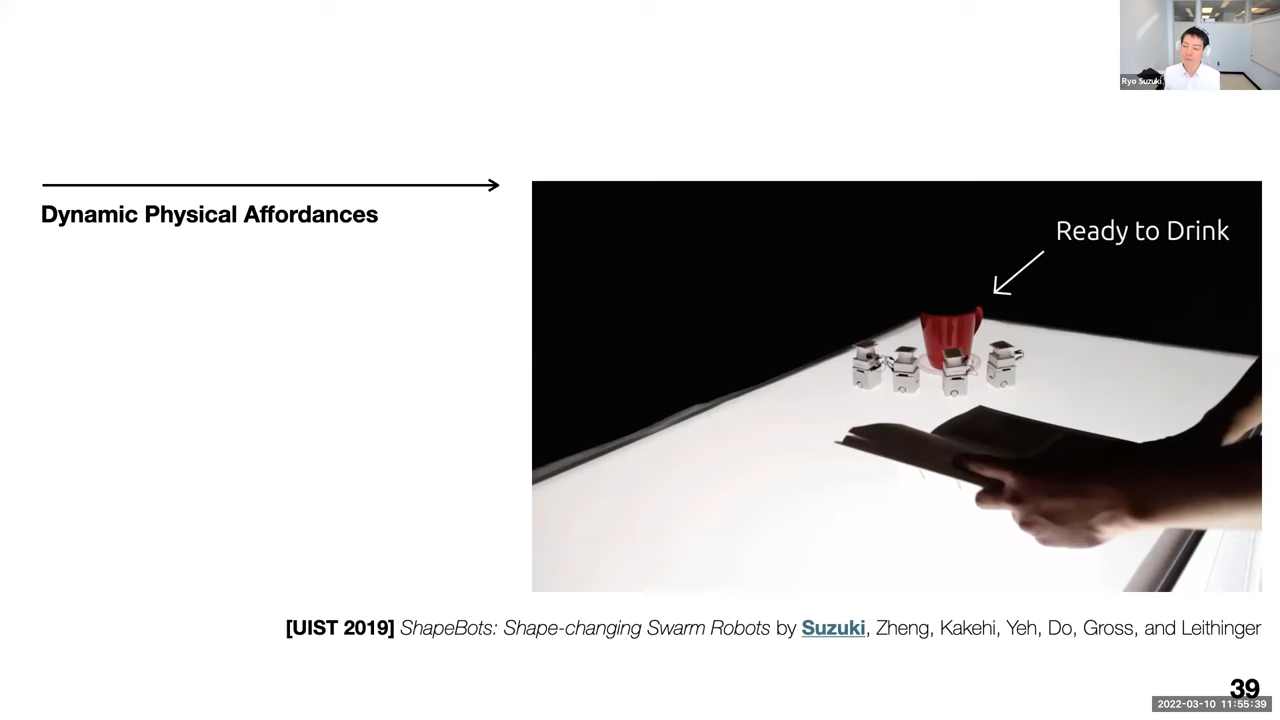 Ryo Suzuki
Dynamic Physical Affordances
Ready to Drink
[UIST 2019] ShapeBots: Shape-changing Swarm Robots by Suzuki, Zheng, Kakehi, Yeh, Do, Gross, and Leithinger
39
2022-03-10 11:55:39